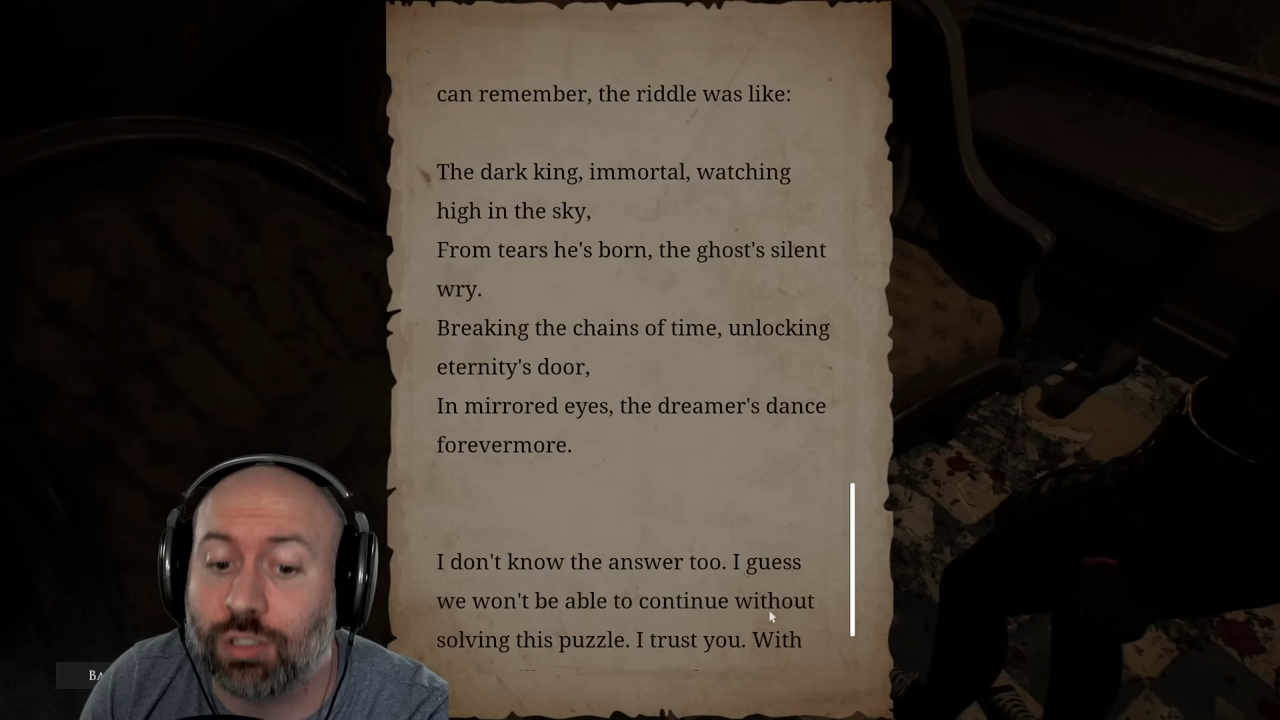 can remember, the riddle was like:
The dark king, immortal, watching
high in the sky,
From tears he's born, the ghost's silent
wry.
Breaking the chains of time, unlocking
eternity's door,
In mirrored eyes, the dreamer's dance
forevermore.
I don't know the answer too. I guess
we won't be able to continue without
solving this puzzle. I trust you. With